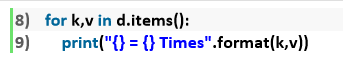 8) for k,v in d.items():
9) print("{} = {} Times".format(k,v))